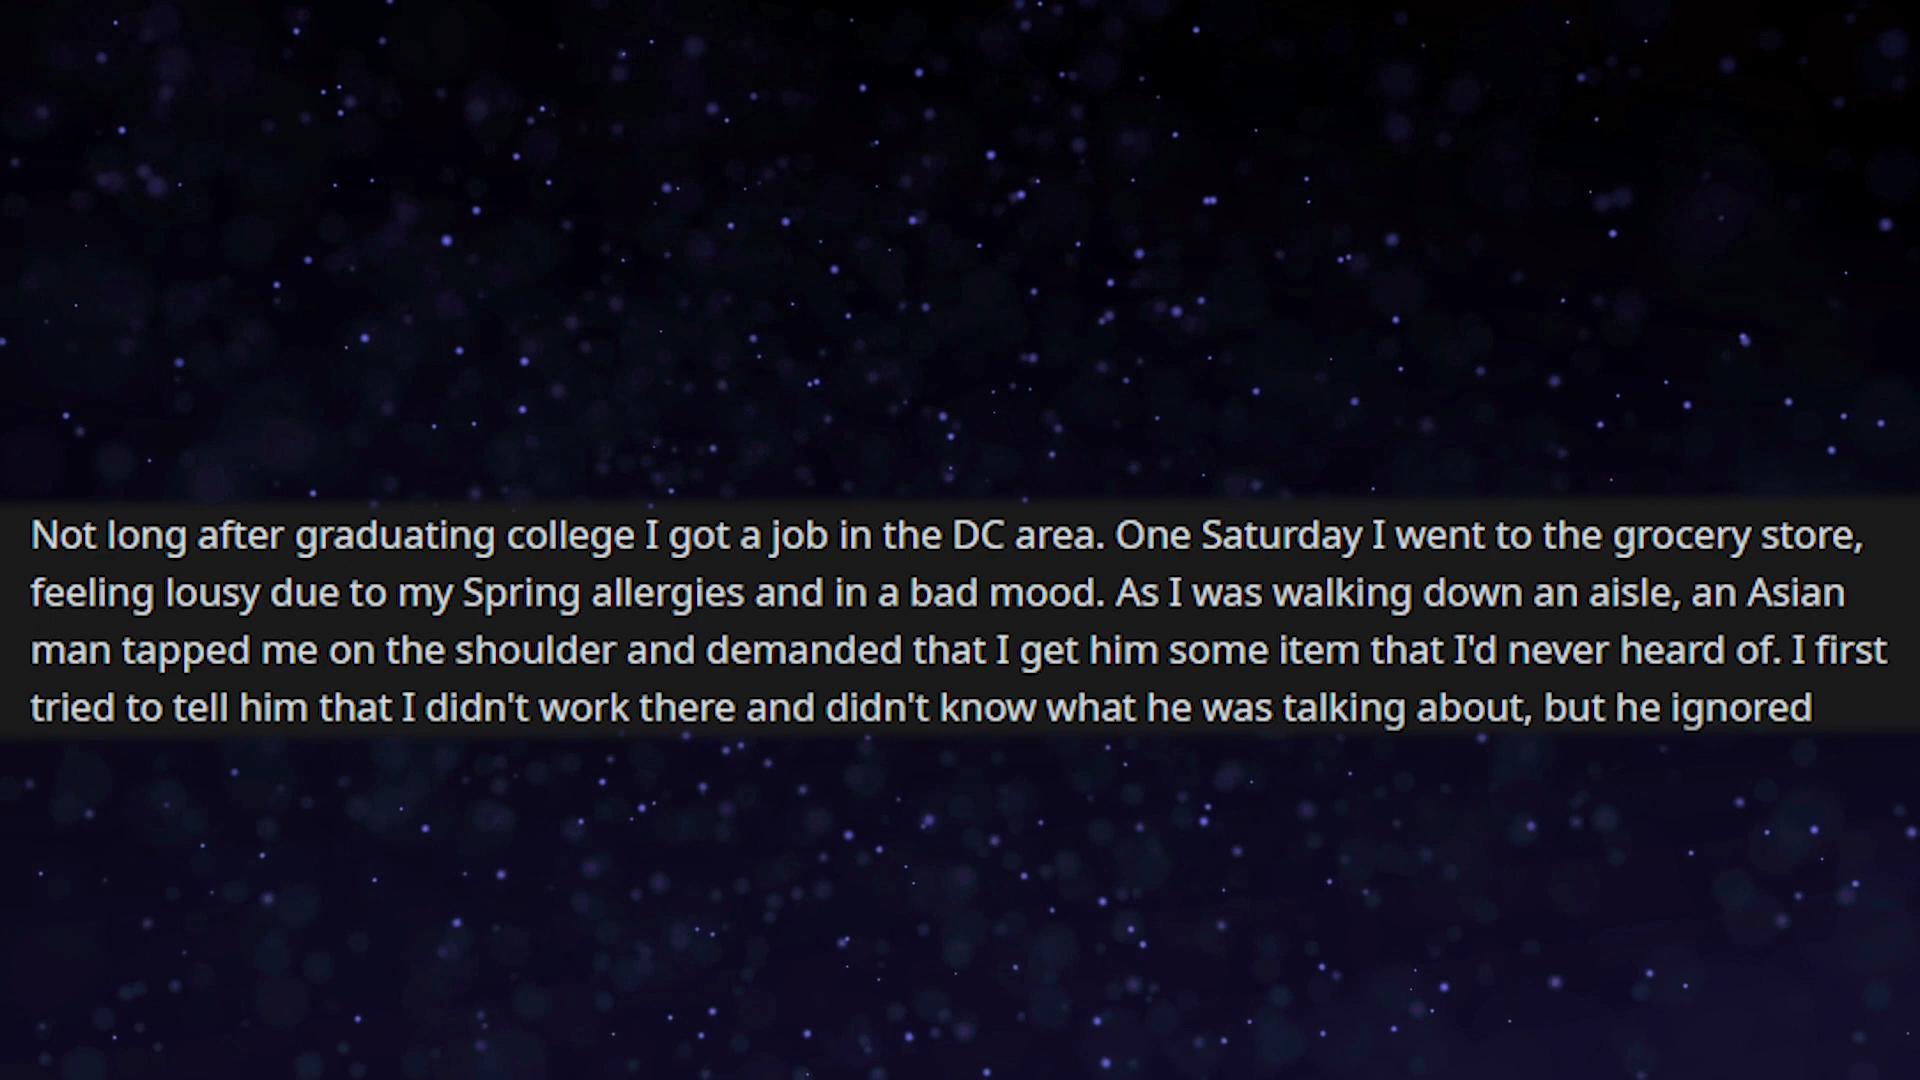 Not long after graduating college I got a job in the DC area. One Saturday I went to the grocery store,
feeling lousy due to my Spring allergies and in a bad mood. As I was walking down an aisle, an Asian
man tapped me on the shoulder and demanded that I get him some item that I'd never heard of. I first
tried to tell him that I didn't work there and didn't know what he was talking about, but he ignored